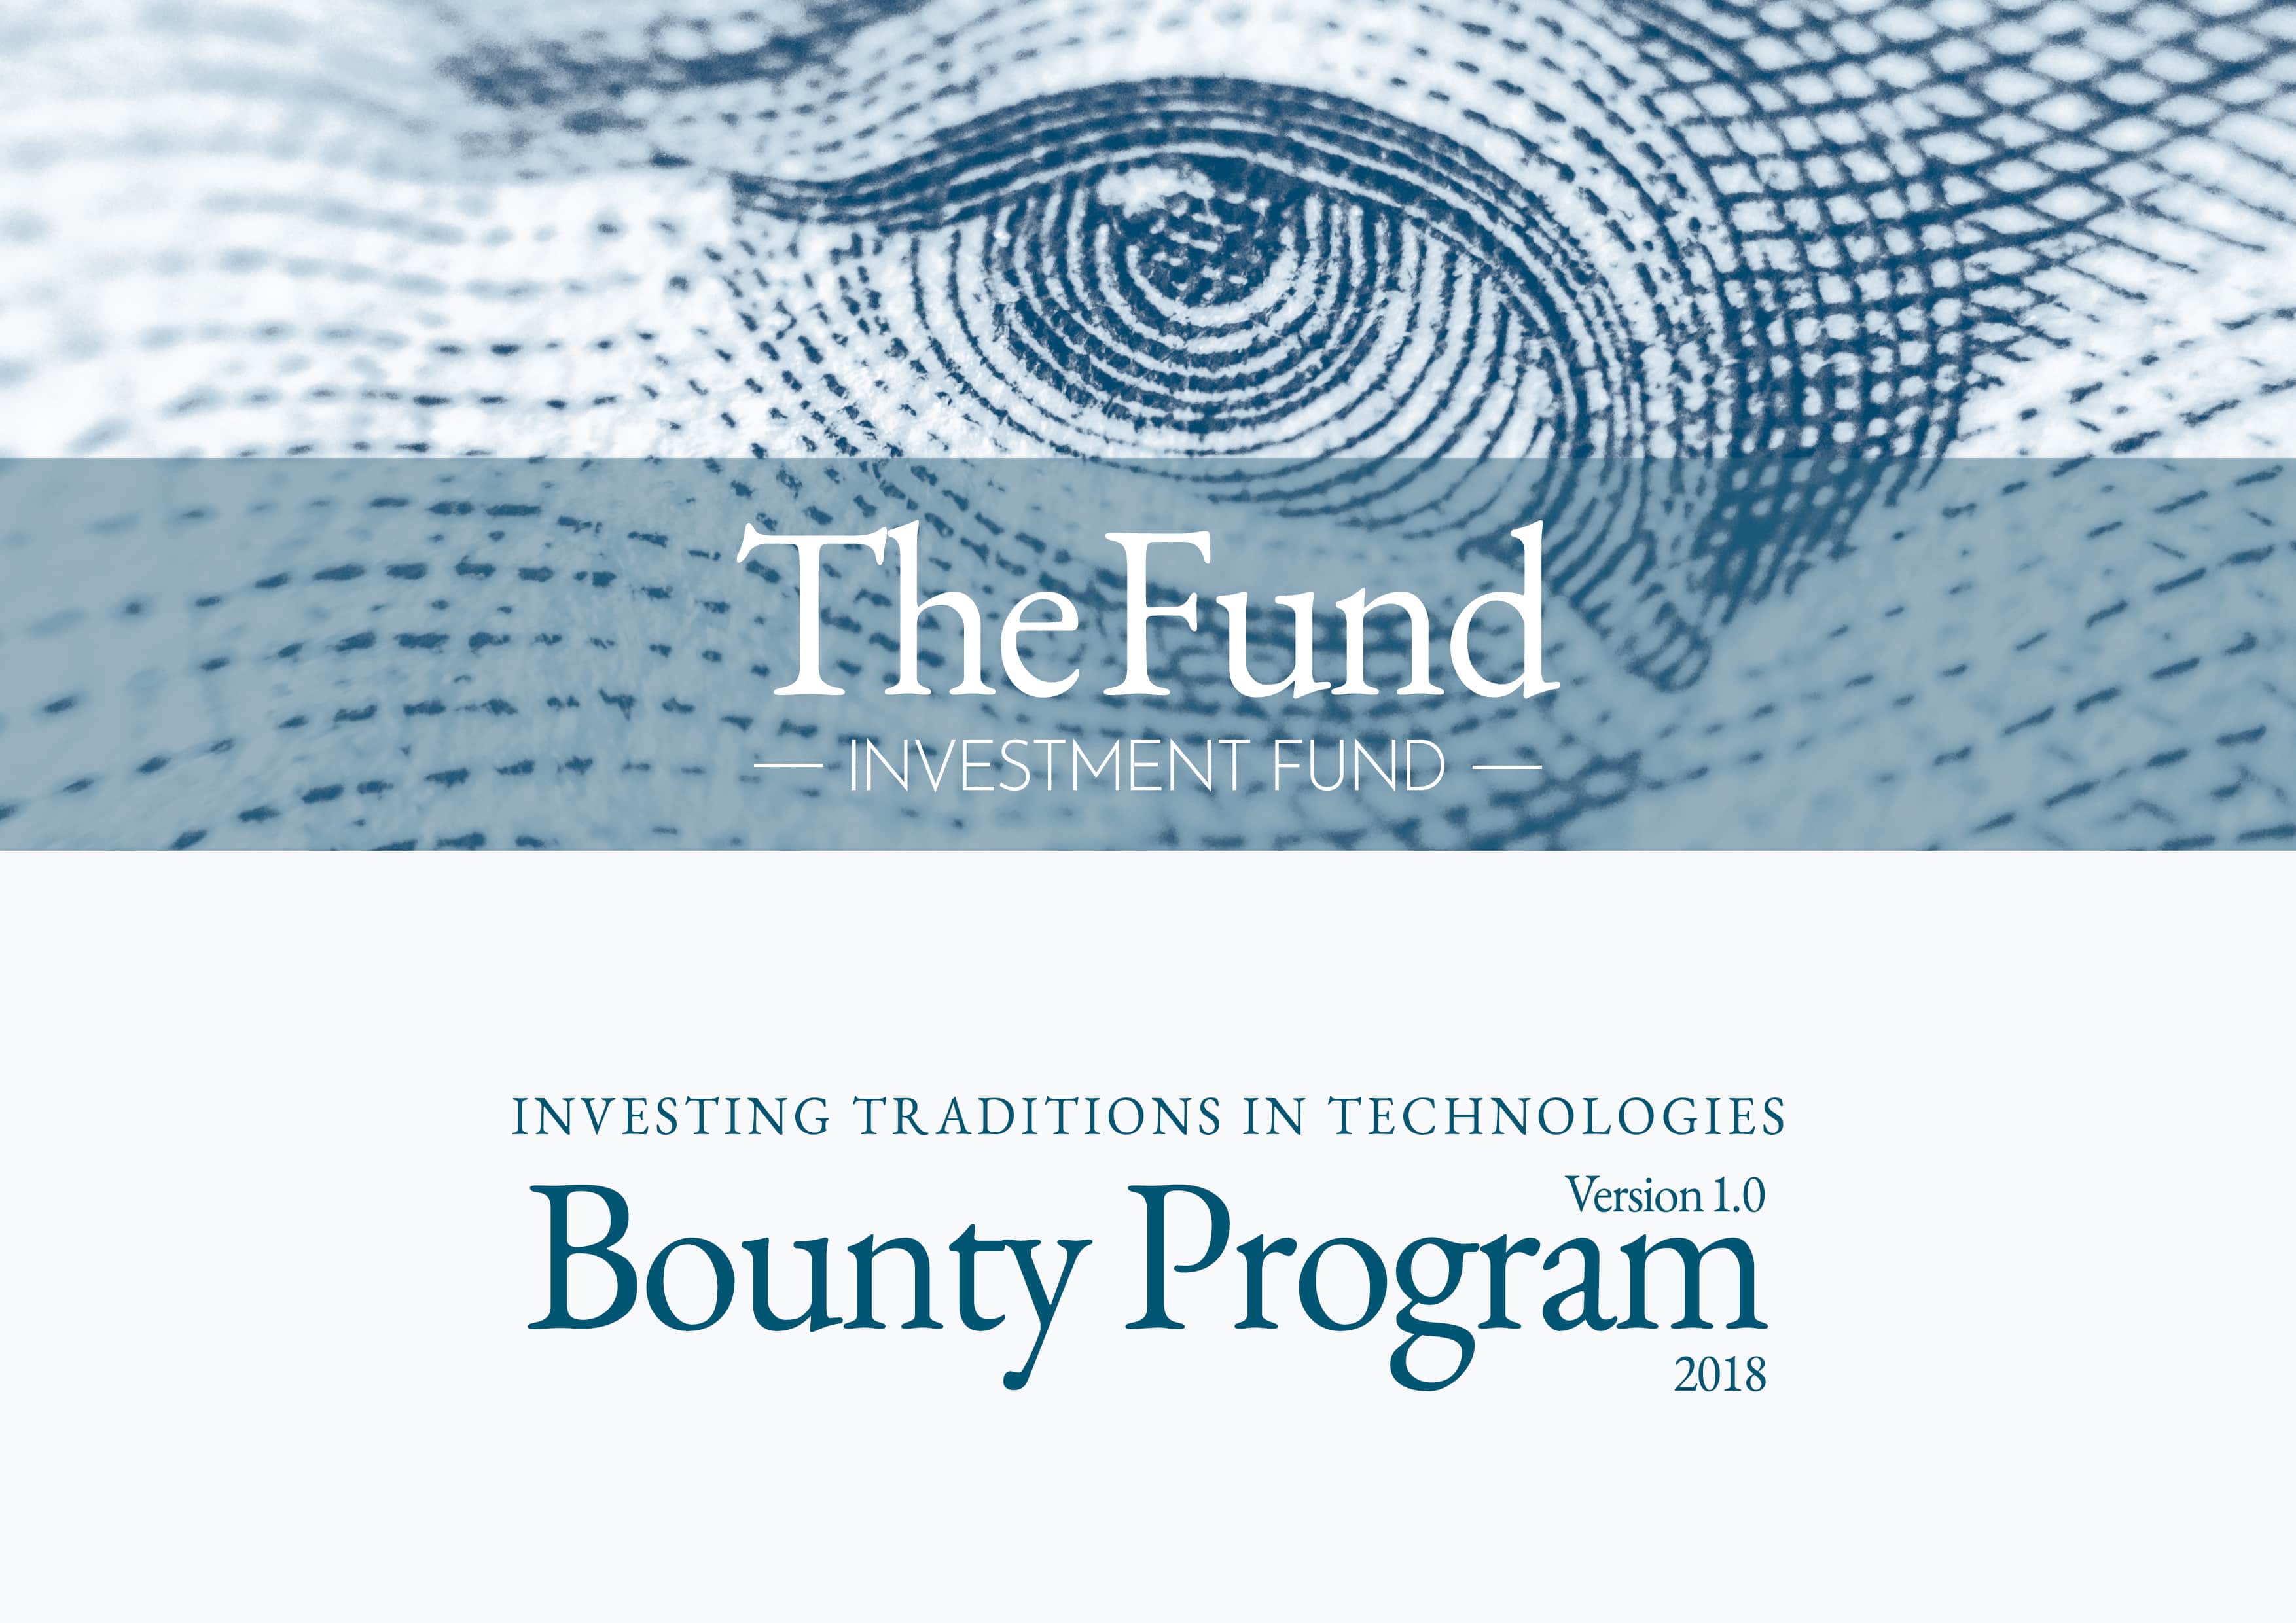 The Fund
INVESTMENT FUND
INVESTING TRADITIONS IN TECHNOLOGIES
Version 1.0
Bounty Program
2018